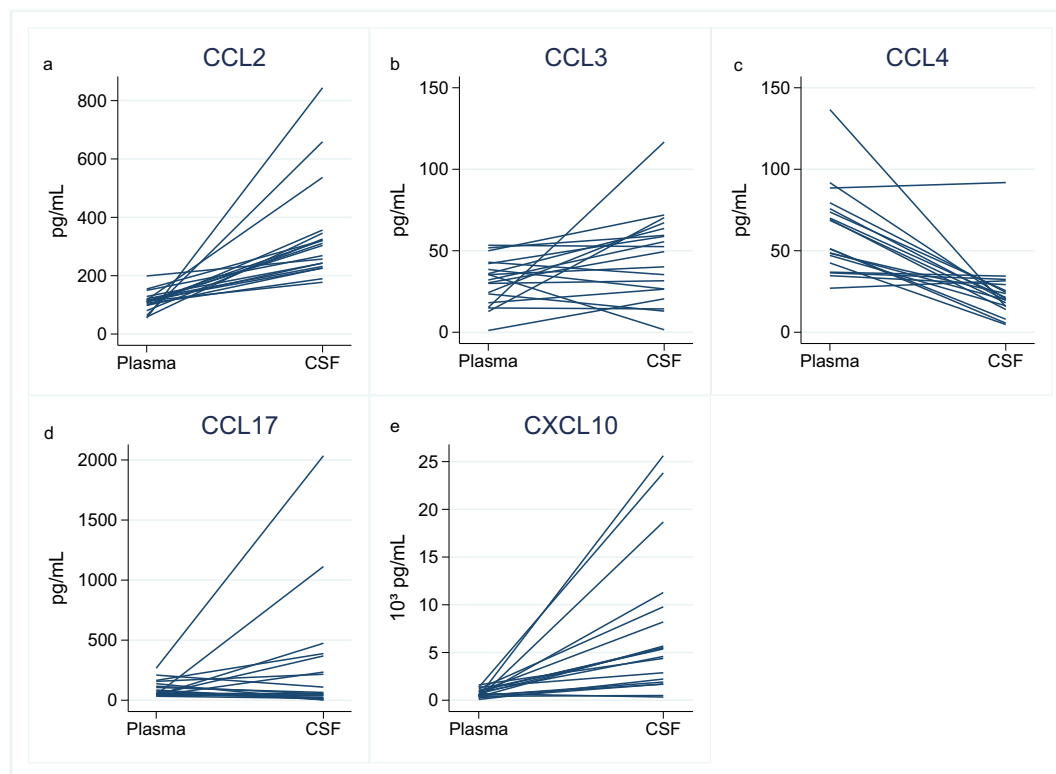 a
CCL2
800
600
400
200
0
pg/mL
Plasma
CSF
b
CCL3
150
100
50
0
pg/mL
Plasma
CSF
c
CCL4
150
100
50
0
pg/mL
Plasma
CSF
d
CCL17
2000
1500
1000
500
0
pg/mL
Plasma
CSF
e
CXCL10
25
20
15
10
5
0
10³ pg/mL
Plasma
CSF